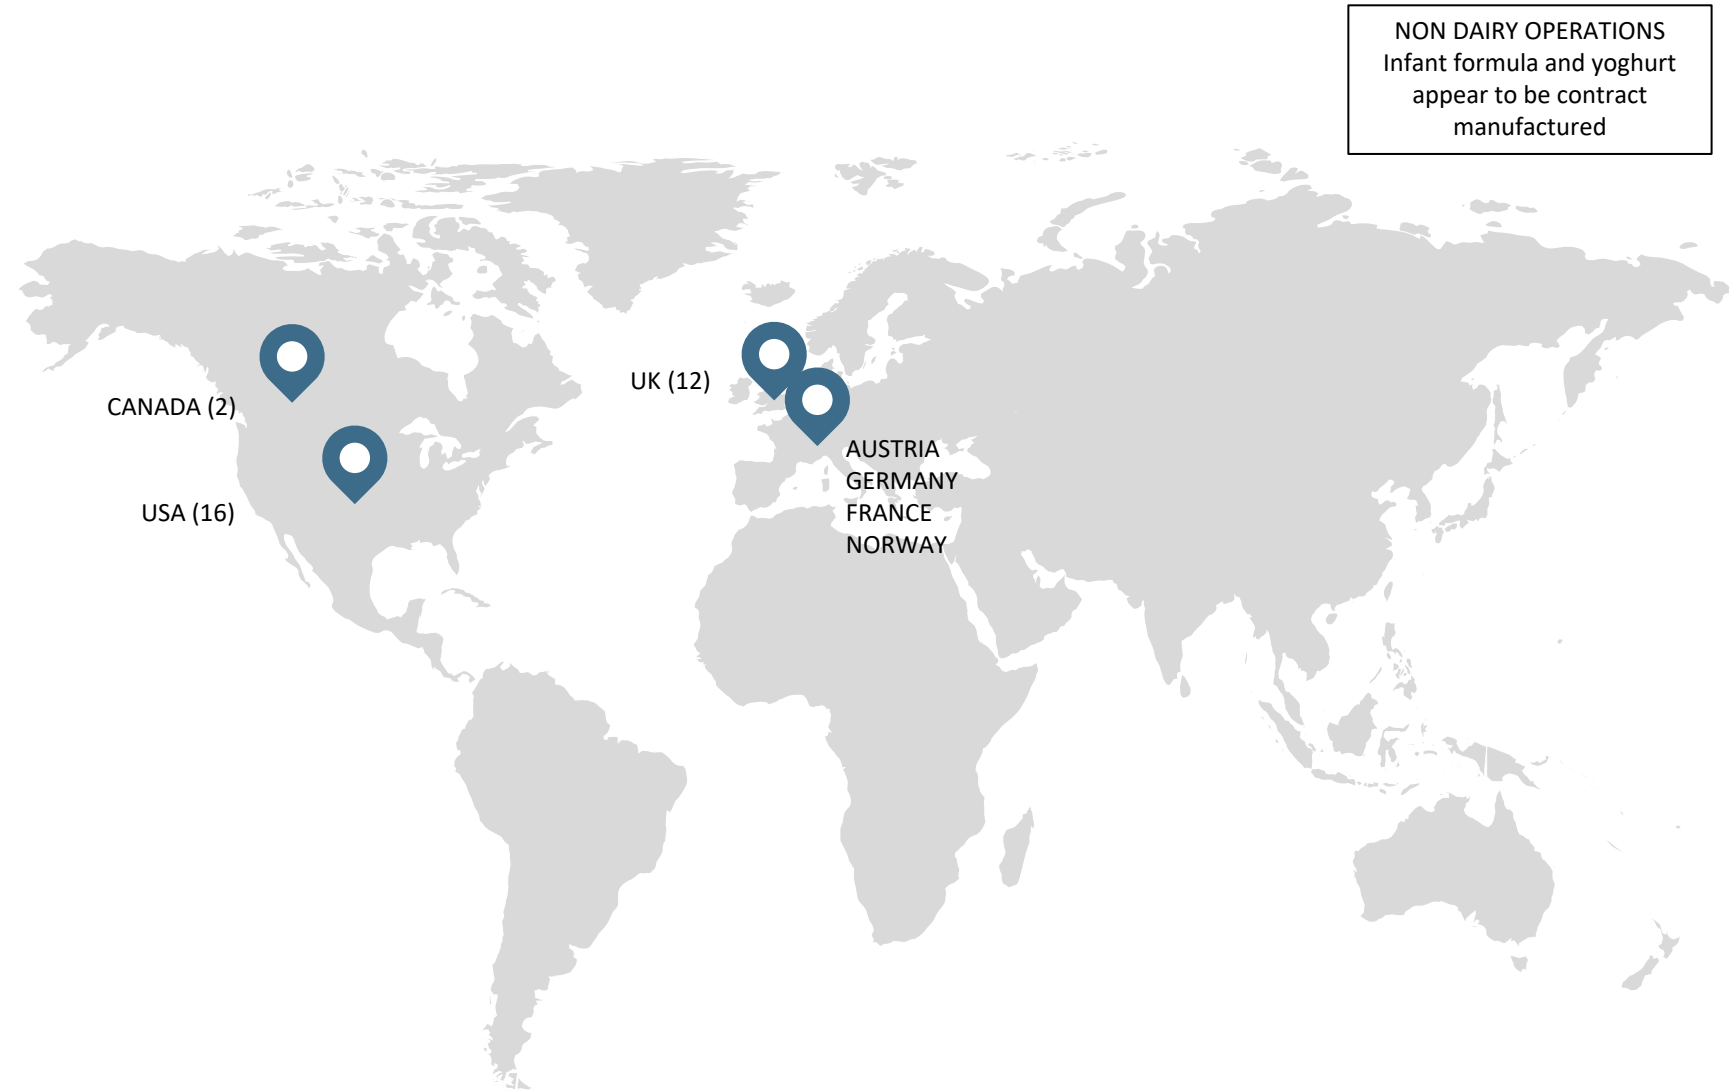 NON DAIRY OPERATIONS
Infant formula and yoghurt
appear to be contract
manufactured
UK (12)
CANADA (2)
AUSTRIA
GERMANY
FRANCE
NORWAY
USA (16)